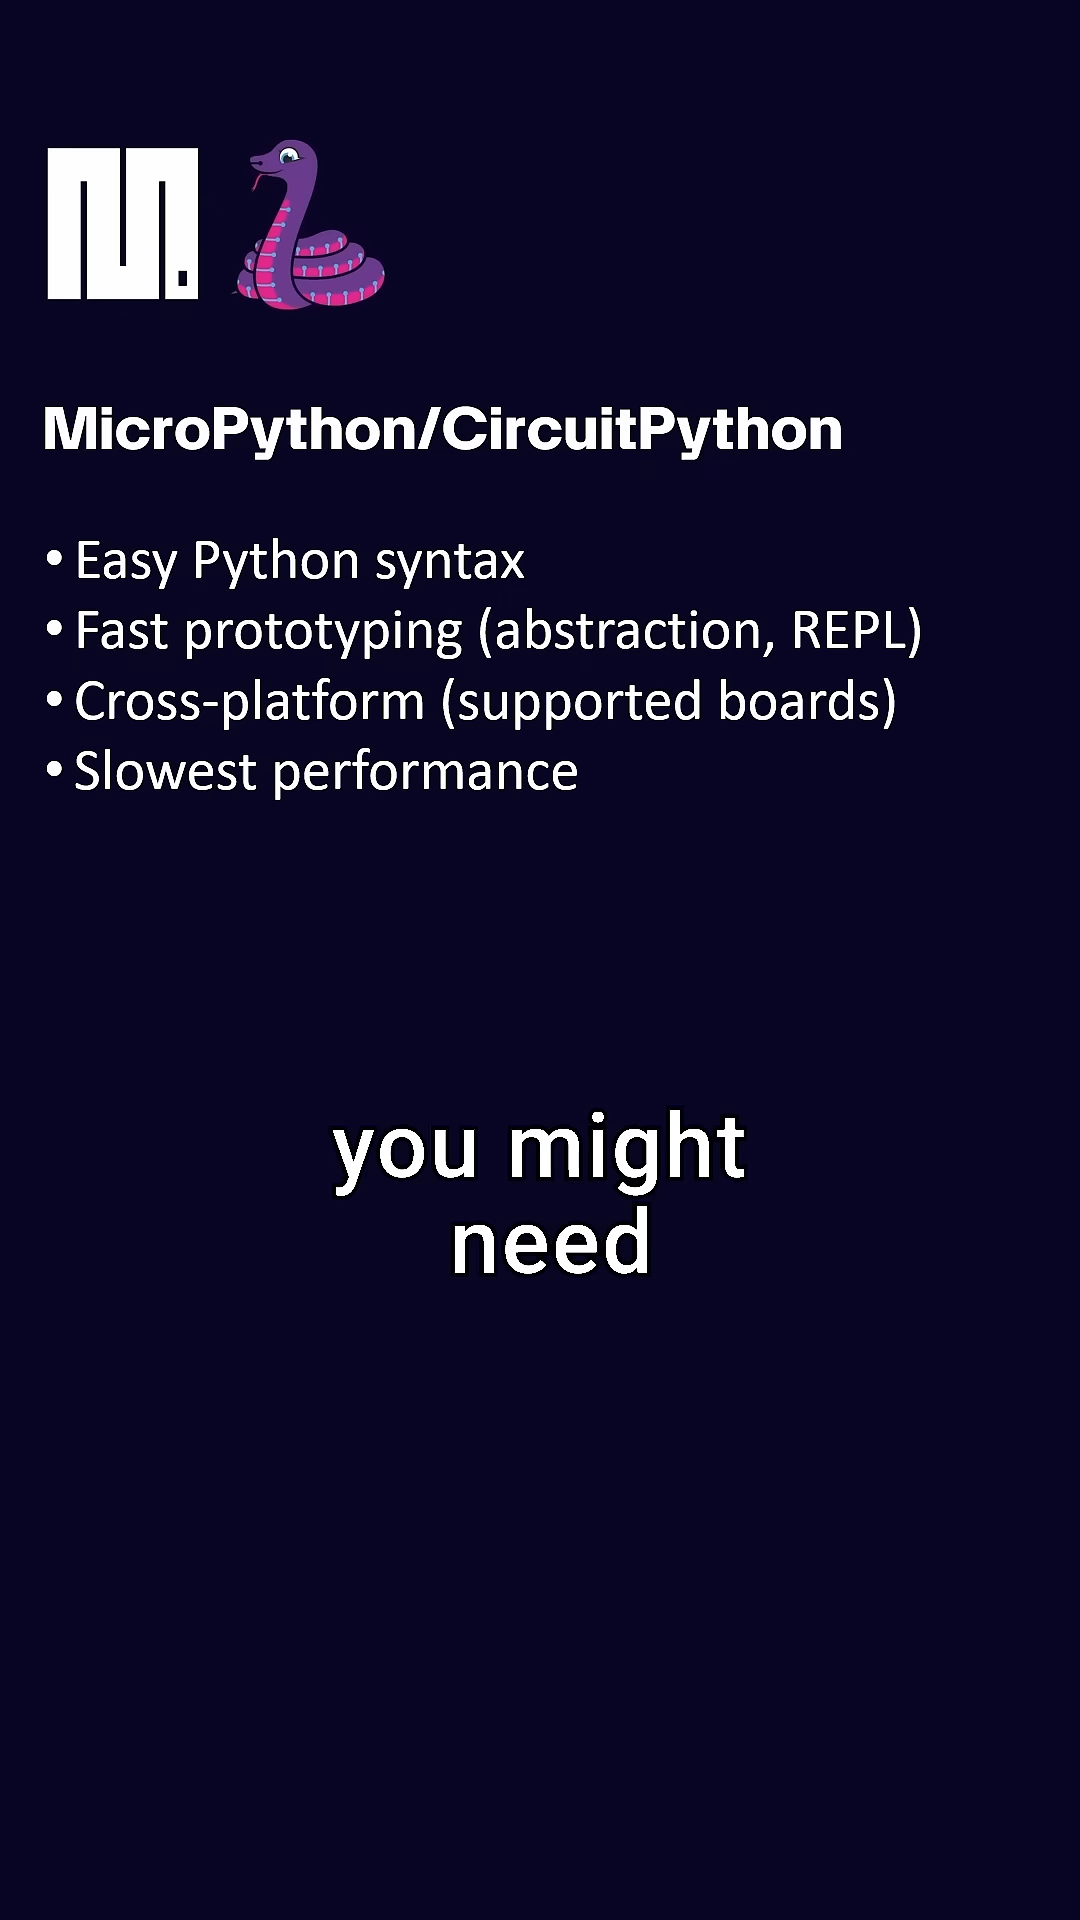 MicroPython/CircuitPython
• Easy Python syntax
• Fast prototyping (abstraction, REPL)
• Cross-platform (supported boards)
• Slowest performance
you might
need